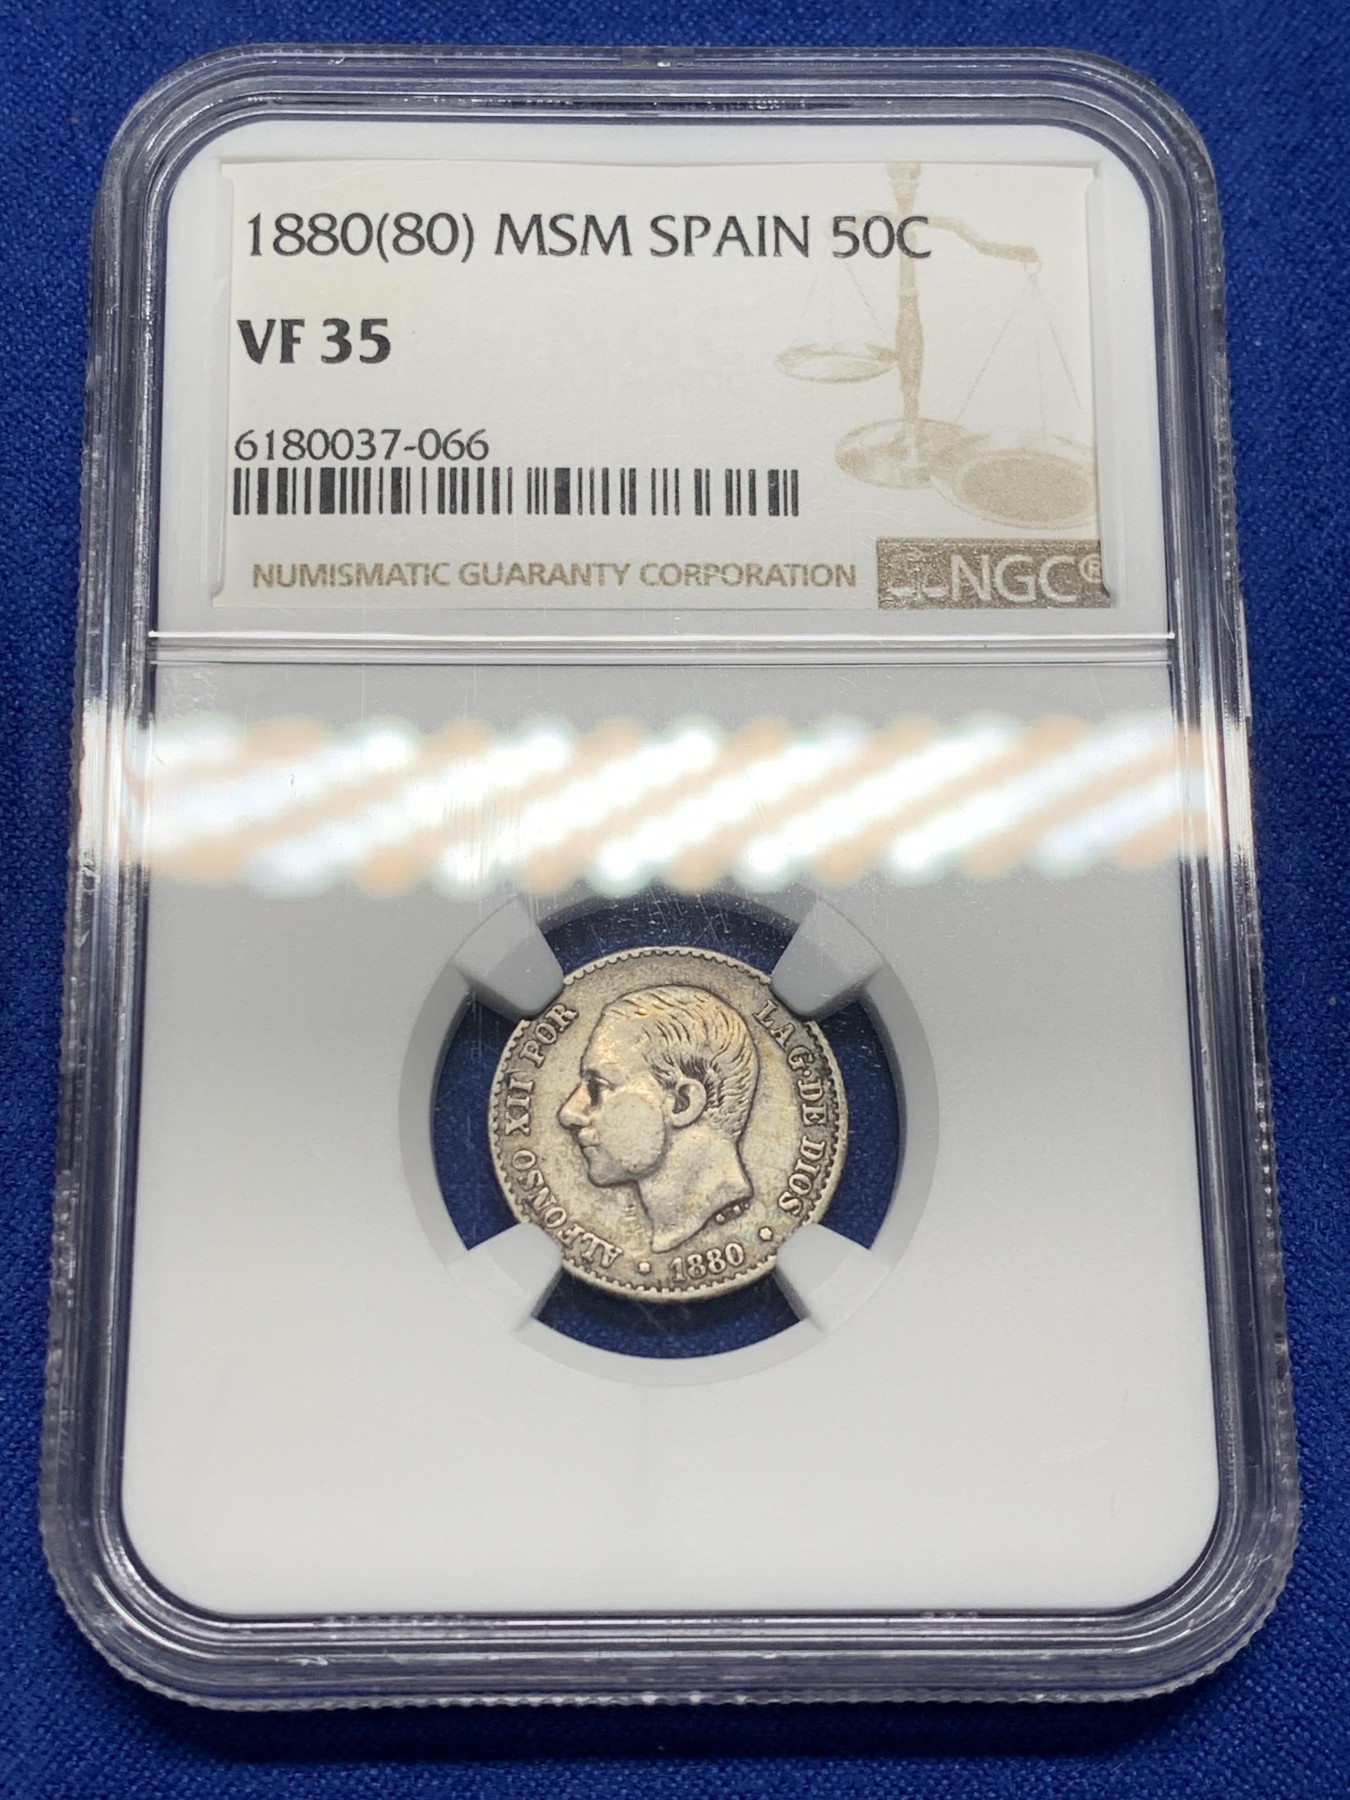 1880(80) MSM SPAIN 50C
VF 35
6180037-066
NUMISMATIC GUARANTY CORPORATION
NGC®
ALFONSO XII POR LA G·DE DIOS
1880